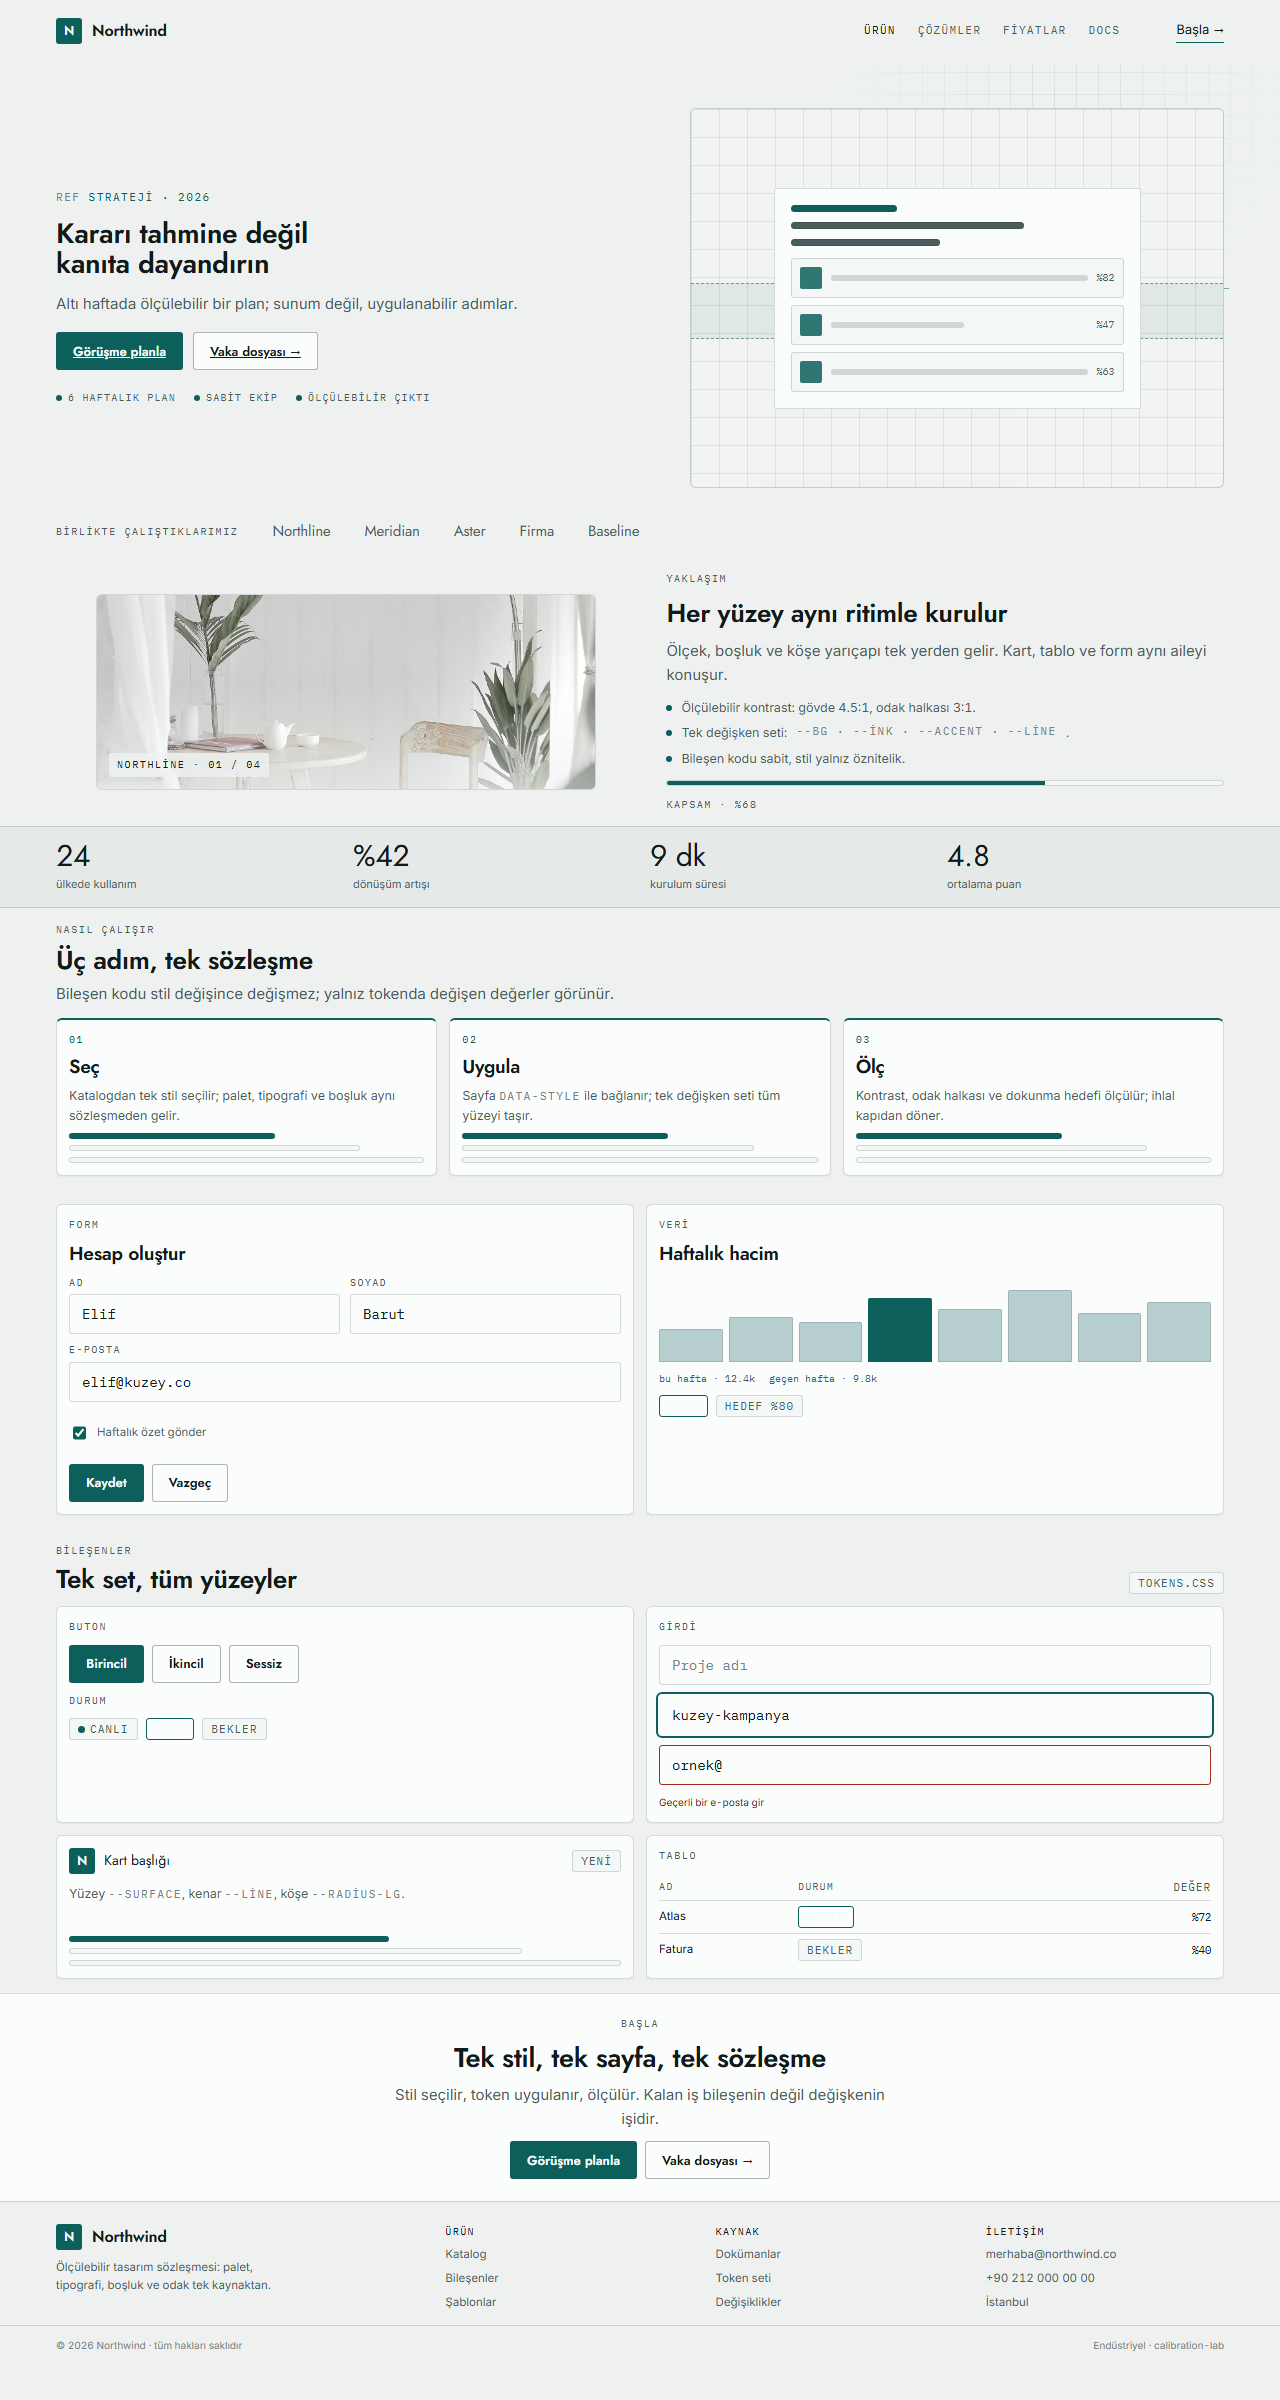 N Northwind
ÜRÜN ÇÖZÜMLER FİYATLAR DOCS Başla →
REF STRATEJİ · 2026
Kararı tahmine değil
kanıta dayandırın
Altı haftada ölçülebilir bir plan; sunum değil, uygulanabilir adımlar.
Görüşme planla Vaka dosyası →
6 HAFTALIK PLAN SABİT EKİP ÖLÇÜLEBİLİR ÇIKTI
%82
%47
%63
BİRLİKTE ÇALIŞTIKLARIMIZ Northline Meridian Aster Firma Baseline
NORTHLİNE · 01 / 04
YAKLAŞIM
Her yüzey aynı ritimle kurulur
Ölçek, boşluk ve köşe yarıçapı tek yerden gelir. Kart, tablo ve form aynı aileyi
konuşur.
Ölçülebilir kontrast: gövde 4.5:1, odak halkası 3:1.
Tek değişken seti: --BG · --İNK · --ACCENT · --LİNE .
Bileşen kodu sabit, stil yalnız öznitelik.
KAPSAM · %68
24 %42 9 dk 4.8
ülkede kullanım dönüşüm artışı kurulum süresi ortalama puan
NASIL ÇALIŞIR
Üç adım, tek sözleşme
Bileşen kodu stil değişince değişmez; yalnız tokenda değişen değerler görünür.
01
Seç
Katalogdan tek stil seçilir; palet, tipografi ve boşluk aynı
sözleşmeden gelir.
02
Uygula
Sayfa DATA-STYLE ile bağlanır; tek değişken seti tüm
yüzeyi taşır.
03
Ölç
Kontrast, odak halkası ve dokunma hedefi ölçülür; ihlal
kapıdan döner.
FORM
Hesap oluştur
AD SOYAD
Elif Barut
E-POSTA
elif@kuzey.co
Haftalık özet gönder
Kaydet Vazgeç
VERİ
Haftalık hacim
bu hafta · 12.4k geçen hafta · 9.8k
HEDEF %80
BİLEŞENLER
Tek set, tüm yüzeyler
TOKENS.CSS
BUTON
Birincil İkincil Sessiz
DURUM
CANLI BEKLER
GİRDİ
Proje adı
kuzey-kampanya
ornek@
Geçerli bir e-posta gir
N Kart başlığı YENİ
Yüzey --SURFACE, kenar --LİNE, köşe --RADİUS-LG.
TABLO
AD DURUM DEĞER
Atlas %72
Fatura BEKLER %40
BAŞLA
Tek stil, tek sayfa, tek sözleşme
Stil seçilir, token uygulanır, ölçülür. Kalan iş bileşenin değil değişkenin
işidir.
Görüşme planla Vaka dosyası →
N Northwind
Ölçülebilir tasarım sözleşmesi: palet,
tipografi, boşluk ve odak tek kaynaktan.
ÜRÜN
Katalog
Bileşenler
Şablonlar
KAYNAK
Dokümanlar
Token seti
Değişiklikler
İLETİŞİM
merhaba@northwind.co
+90 212 000 00 00
İstanbul
© 2026 Northwind · tüm hakları saklıdır
Endüstriyel · calibration-lab